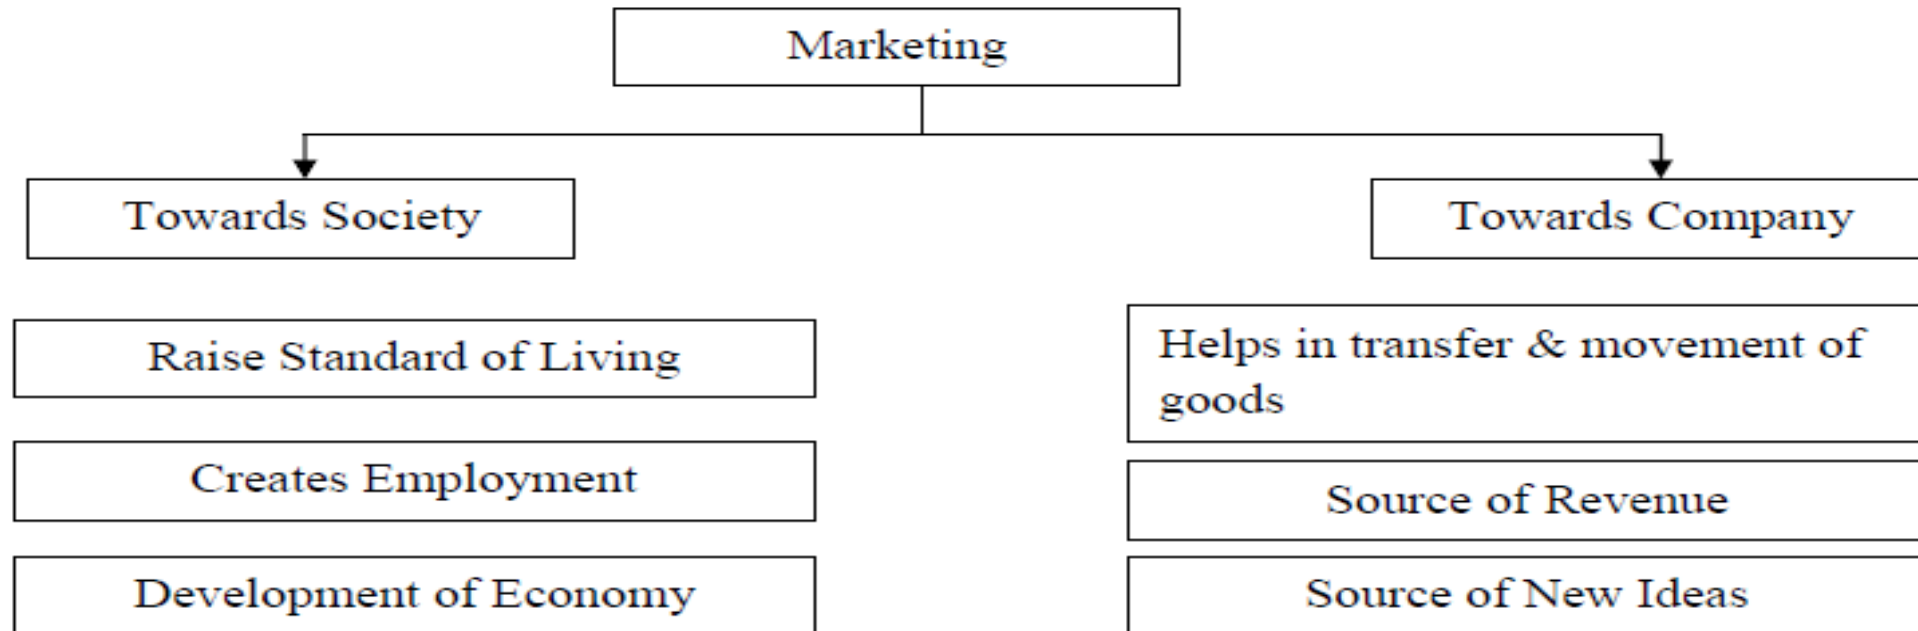 Marketing
Towards Society
Towards Company
Raise Standard of Living
Creates Employment
Development of Economy
Helps in transfer & movement of
goods
Source of Revenue
Source of New Ideas